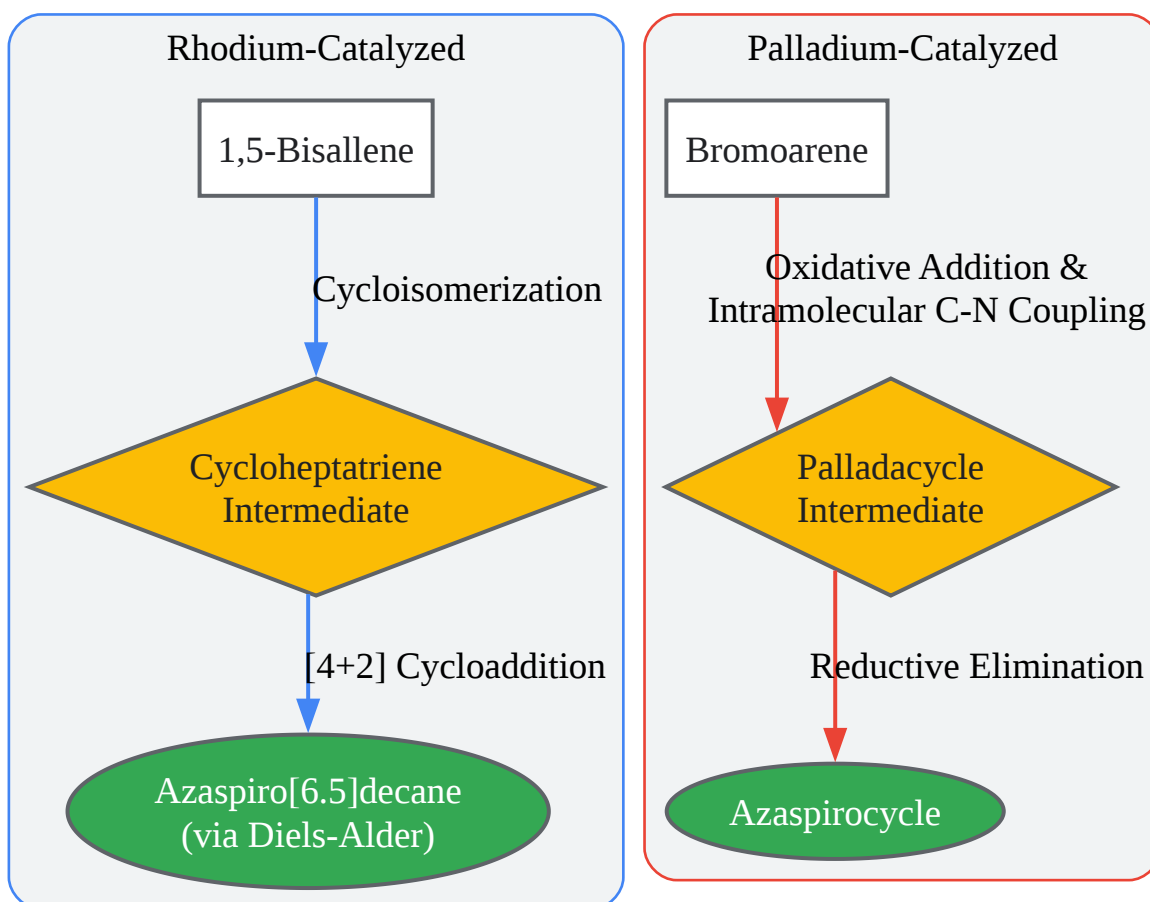 Rhodium-Catalyzed
1,5-Bisallene
Cycloisomerization
Cycloheptatriene
Intermediate
[4+2] Cycloaddition
Azaspiro[6.5]decane
(via Diels-Alder)
Palladium-Catalyzed
Bromoarene
Oxidative Addition &
Intramolecular C-N Coupling
Palladacycle
Intermediate
Reductive Elimination
Azaspirocycle